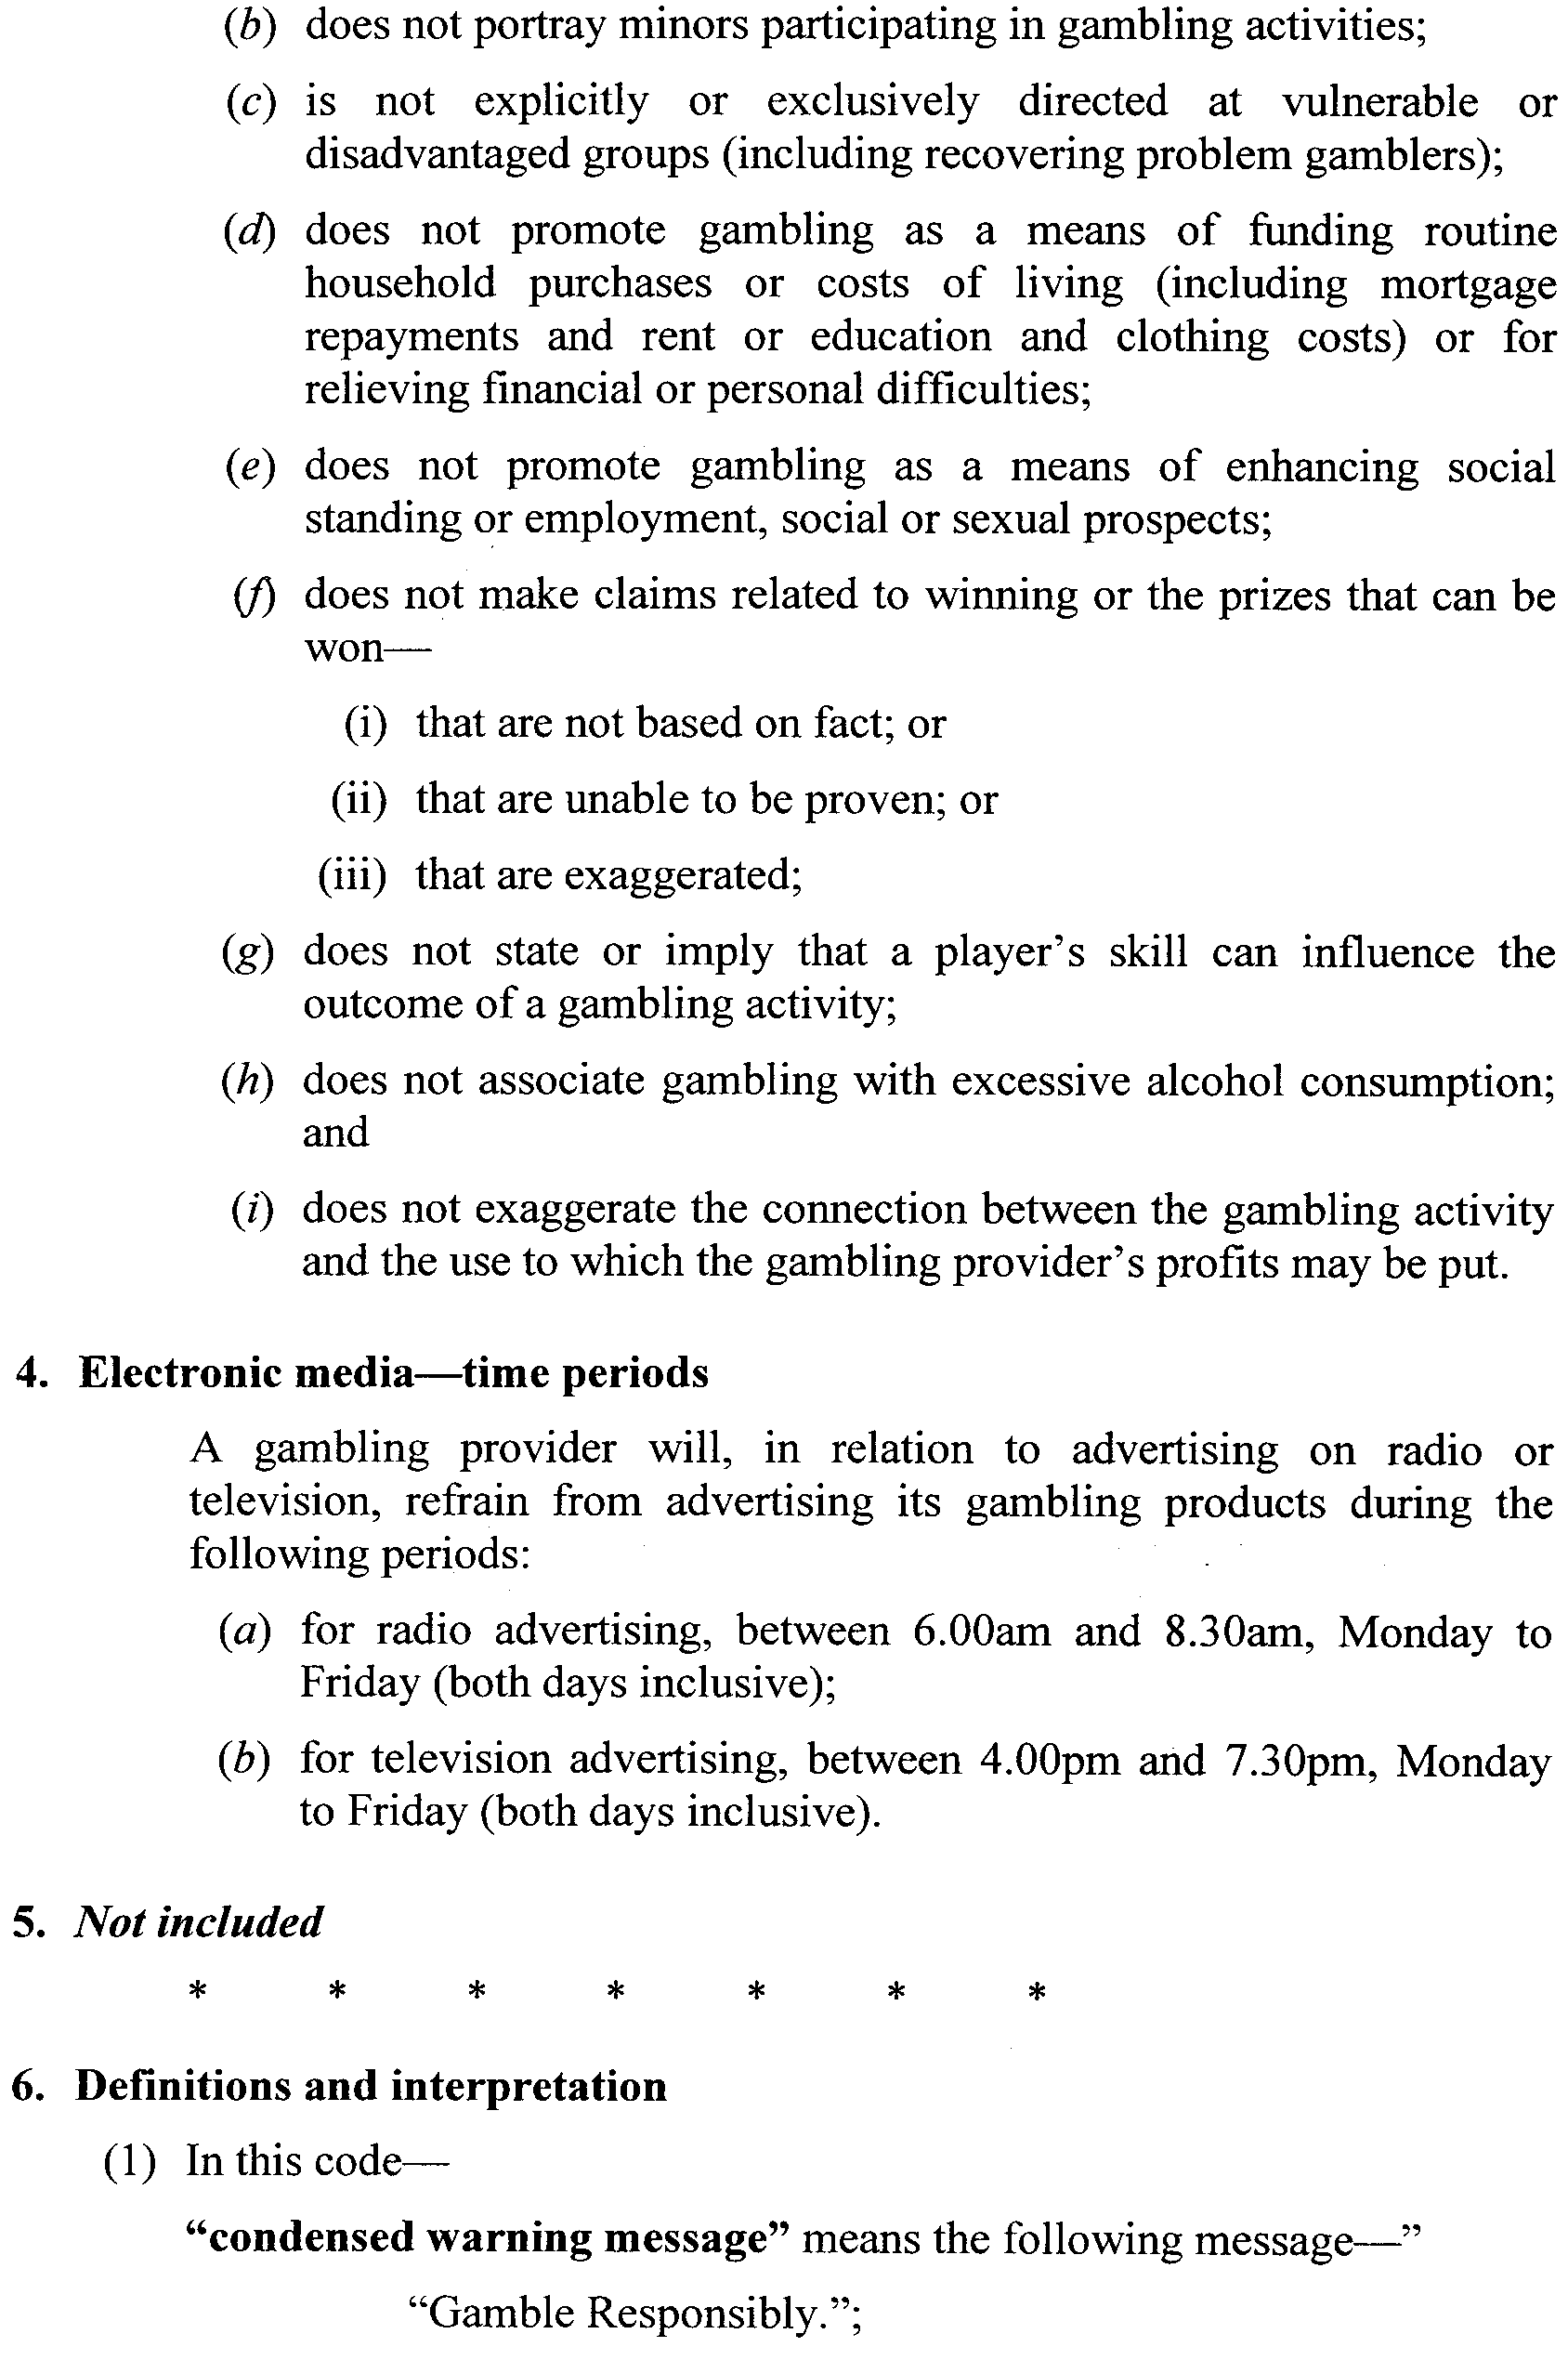 (b) does not portray minors participating in gambling activities;
(c) is not explicitly or exclusively directed at vulnerable or
disadvantaged groups (including recovering problem gamblers);
(d) does not promote gambling as a means of funding routine
household purchases or costs of living (including mortgage
repayments and rent or education and clothing costs) or for
relieving financial or personal difficulties;
(e) does not promote gambling as a means of enhancing social
standing or employment, social or sexual prospects;
(f) does not make claims related to winning or the prizes that can be
won—
(i) that are not based on fact; or
(ii) that are unable to be proven; or
(iii) that are exaggerated;
(g) does not state or imply that a player’s skill can influence the
outcome of a gambling activity;
(h) does not associate gambling with excessive alcohol consumption;
and
(i) does not exaggerate the connection between the gambling activity
and the use to which the gambling provider’s profits may be put.
4. Electronic media—time periods
A gambling provider will, in relation to advertising on radio or
television, refrain from advertising its gambling products during the
following periods:
(a) for radio advertising, between 6.00am and 8.30am, Monday to
Friday (both days inclusive);
(b) for television advertising, between 4.00pm and 7.30pm, Monday
to Friday (both days inclusive).
5. Not included
* * * * * * *
6. Definitions and interpretation
(1) In this code—
“condensed warning message” means the following message—”
“Gamble Responsibly.”;